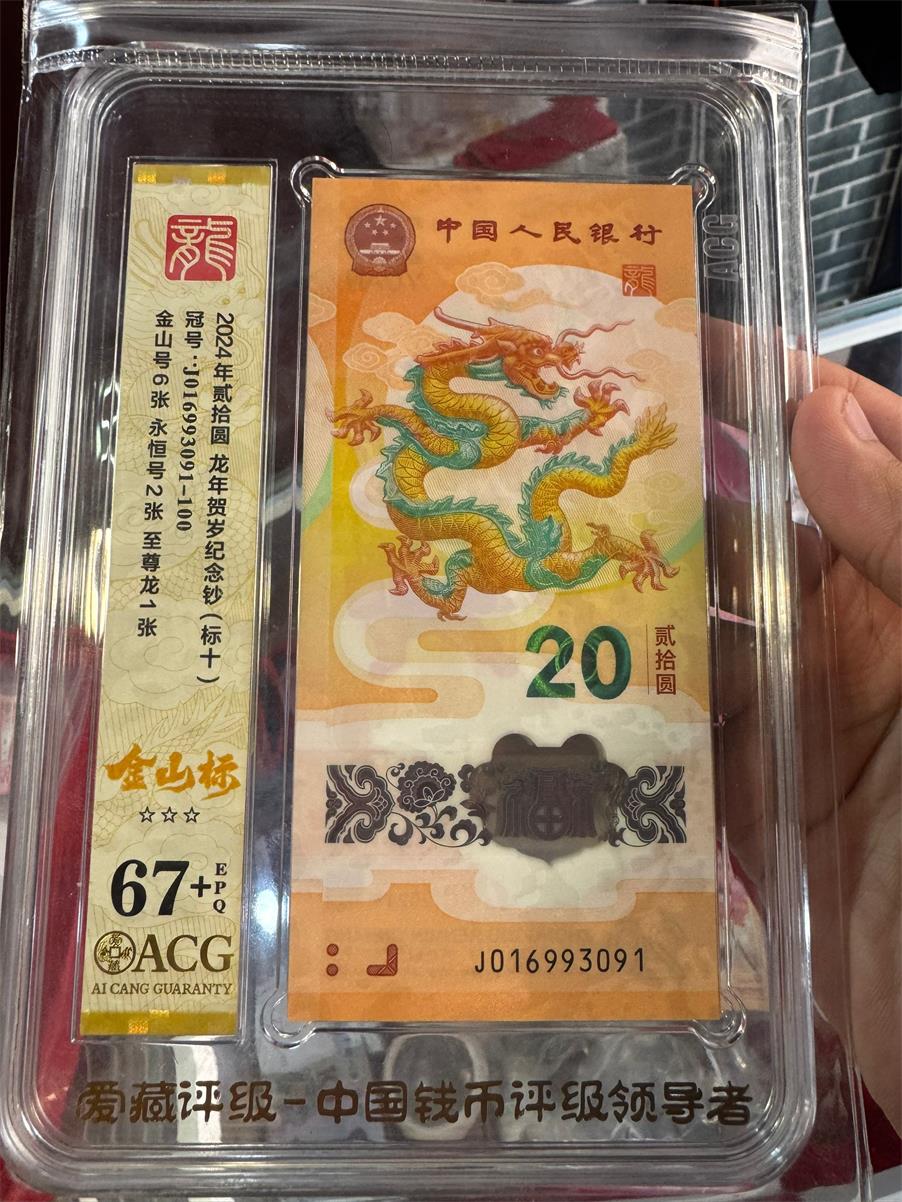 龍
2024年贰拾圆 龙年贺岁纪念钞(标十)
冠号:J016993091-100
金山号6张 永恒号2张 至尊龙1张
金山标
67+
EPQ
ACG
AI CANG GUARANTY
中国人民银行
龍
20
贰拾圆
福
J016993091
ACG
爱藏评级-中国钱币评级领导者